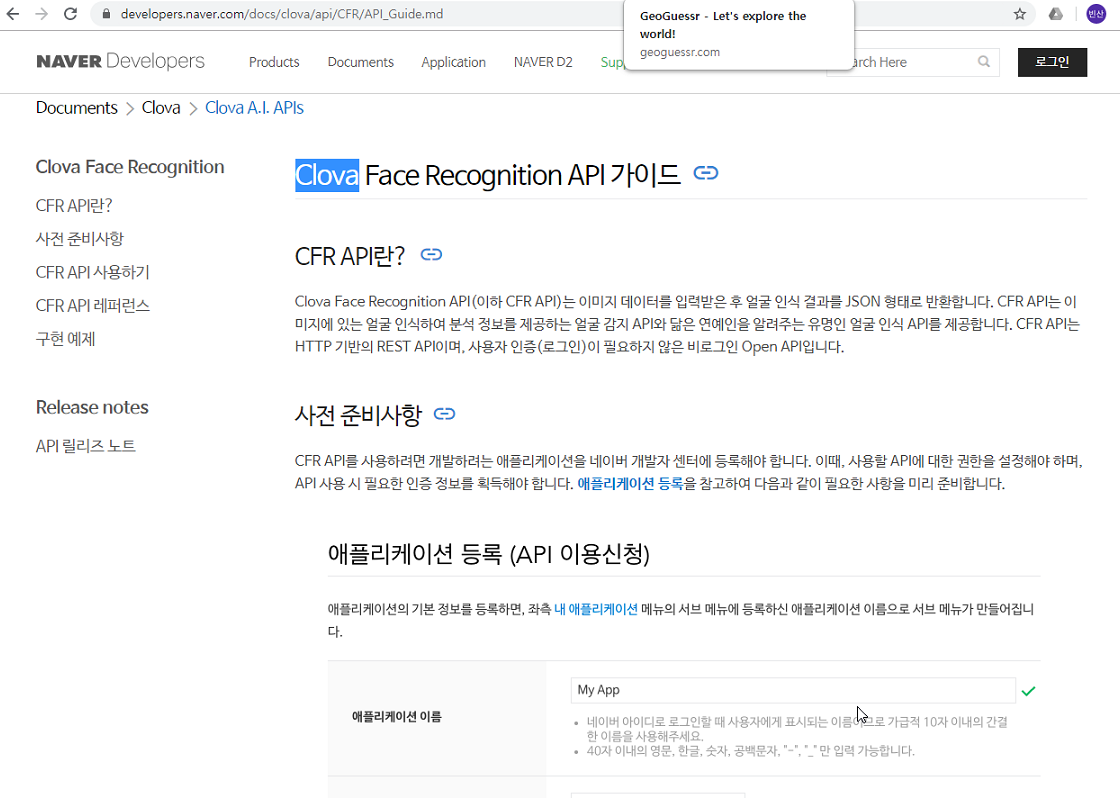 developers.naver.com/docs/clova/api/CFR/API_Guide.md
GeoGuessr - Let's explore the
world!
geoguessr.com
빈산
NAVER Developers
Products
Documents
Application
NAVER D2
Here
로그인
Documents > Clova > Clova A.I. APIs
Clova Face Recognition
CFR API란?
사전 준비사항
CFR API 사용하기
CFR API 레퍼런스
구현 예제
Release notes
API 릴리즈 노트
Clova Face Recognition API 가이드
CFR API란?
Clova Face Recognition API(이하 CFR API)는 이미지 데이터를 입력받은 후 얼굴 인식 결과를 JSON 형태로 반환합니다. CFR API는 이
미지에 있는 얼굴 인식하여 분석 정보를 제공하는 얼굴 감지 API와 닮은 연예인을 알려주는 유명인 얼굴 인식 API를 제공합니다. CFR API는
HTTP 기반의 REST API이며, 사용자 인증(로그인)이 필요하지 않은 비로그인 Open API입니다.
사전 준비사항
CFR API를 사용하려면 개발하려는 애플리케이션을 네이버 개발자 센터에 등록해야 합니다. 이때, 사용할 API에 대한 권한을 설정해야 하며,
API 사용 시 필요한 인증 정보를 획득해야 합니다. 애플리케이션 등록을 참고하여 다음과 같이 필요한 사항을 미리 준비합니다.
애플리케이션 등록 (API 이용신청)
애플리케이션의 기본 정보를 등록하면, 좌측 내 애플리케이션 메뉴의 서브 메뉴에 등록하신 애플리케이션 이름으로 서브 메뉴가 만들어집니
다.
애플리케이션 이름
My App
네이버 아이디로 로그인할 때 사용자에게 표시되는 이름이므로 가급적 10자 이내의 간결
한 이름을 사용해주세요.
40자 이내의 영문, 한글, 숫자, 공백문자, "-", "_" 만 입력 가능합니다.